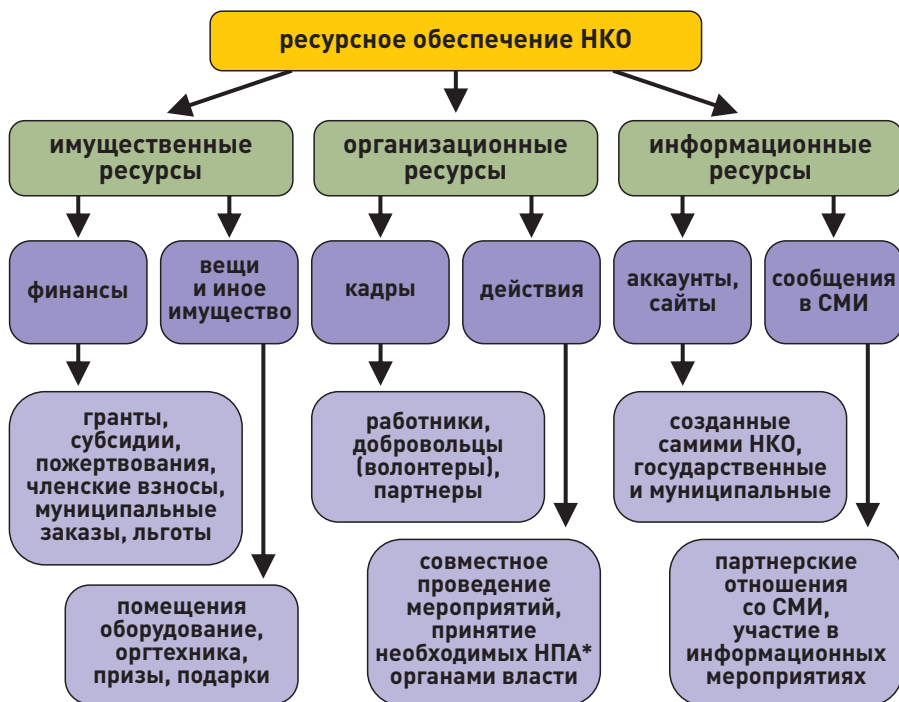 ресурсное обеспечение НКО
имущественные
ресурсы
организационные
ресурсы
информационные
ресурсы
финансы
вещи
и иное
имущество
кадры
действия
аккаунты,
сайты
сообщения
в СМИ
гранты,
субсидии,
пожертвования,
членские взносы,
муниципальные
заказы, льготы
работники,
добровольцы
(волонтеры),
партнеры
созданные
самими НКО,
государственные
и муниципальные
помещения
оборудование,
оргтехника,
призы, подарки
совместное
проведение
мероприятий,
принятие
необходимых НПА*
органами власти
партнерские
отношения
со СМИ,
участие в
информационных
мероприятиях